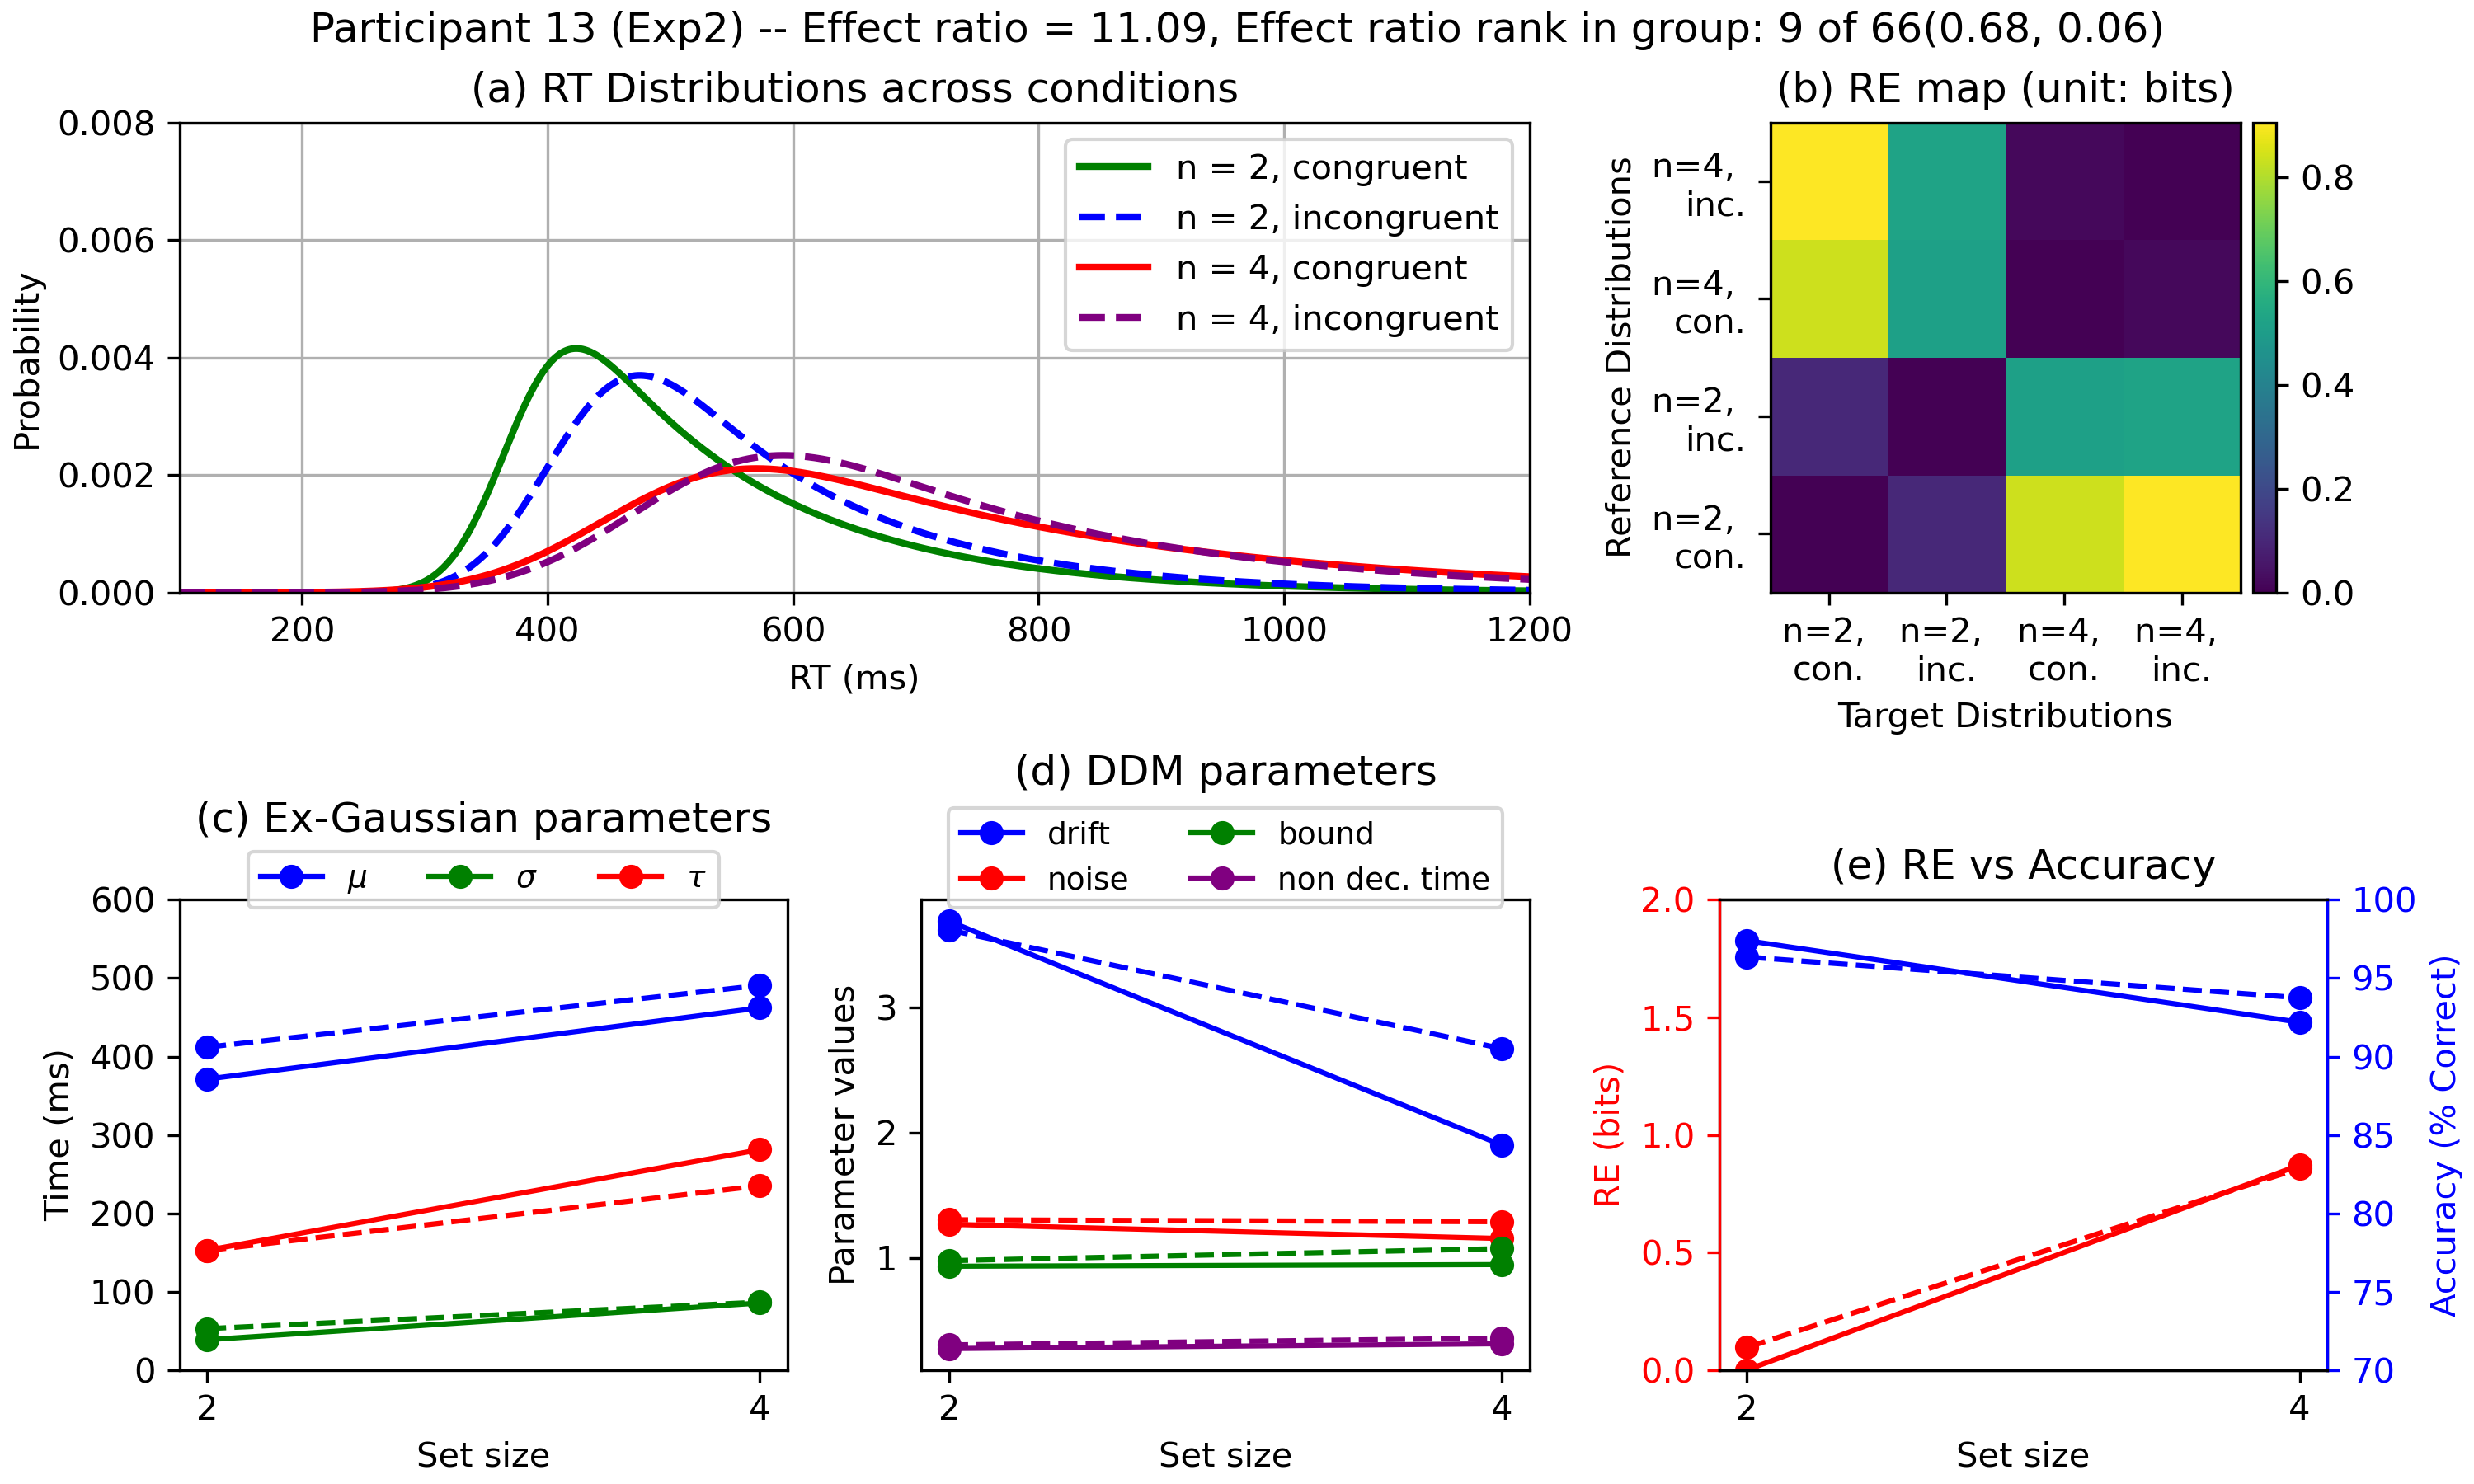 Participant 13 (Exp2) -- Effect ratio = 11.09, Effect ratio rank in group: 9 of 66(0.68, 0.06)
(a) RT Distributions across conditions
0.008
0.006
0.004
0.002
0.000
Probability
200
400
600
800
1000
1200
RT (ms)
n = 2, congruent
n = 2, incongruent
n = 4, congruent
n = 4, incongruent
(b) RE map (unit: bits)
Reference Distributions
n=4,
inc.
n=4,
con.
n=2,
inc.
n=2,
con.
0.8
0.6
0.4
0.2
0.0
n=2,
con.
n=2,
inc.
n=4,
con.
n=4,
inc.
Target Distributions
(c) Ex-Gaussian parameters
μ
σ
τ
600
500
400
300
200
100
0
Time (ms)
2
4
Set size
(d) DDM parameters
drift
noise
bound
non dec. time
3
2
1
Parameter values
2
4
Set size
(e) RE vs Accuracy
2.0
1.5
1.0
0.5
0.0
RE (bits)
100
95
90
85
80
75
70
Accuracy (% Correct)
2
4
Set size